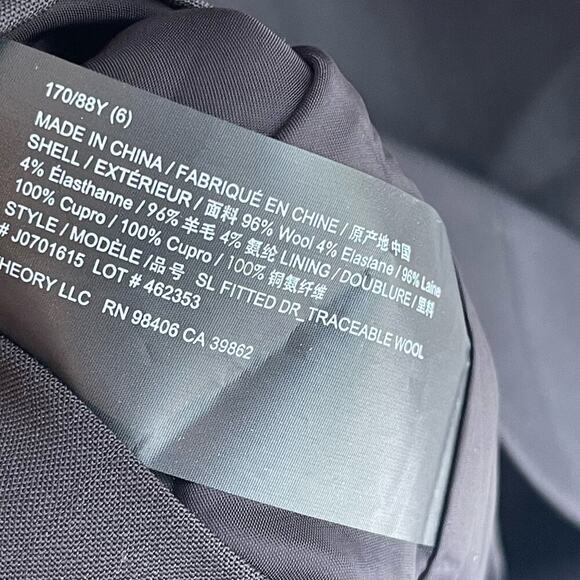 170/88Y (6)
MADE IN CHINA / FABRIQUÉ EN CHINE / 原产地 中国
SHELL / EXTÉRIEUR / 面料 96% Wool 4% Elastane / 96% Laine
4% Élasthanne / 96% 羊毛 4% 氨纶 LINING / DOUBLURE / 里料
100% Cupro / 100% Cupro / 100% 铜氨纤维
STYLE / MODÈLE / 品号 SL FITTED DR_TRACEABLE WOOL
# J0701615 LOT # 462353
THEORY LLC RN 98406 CA 39862